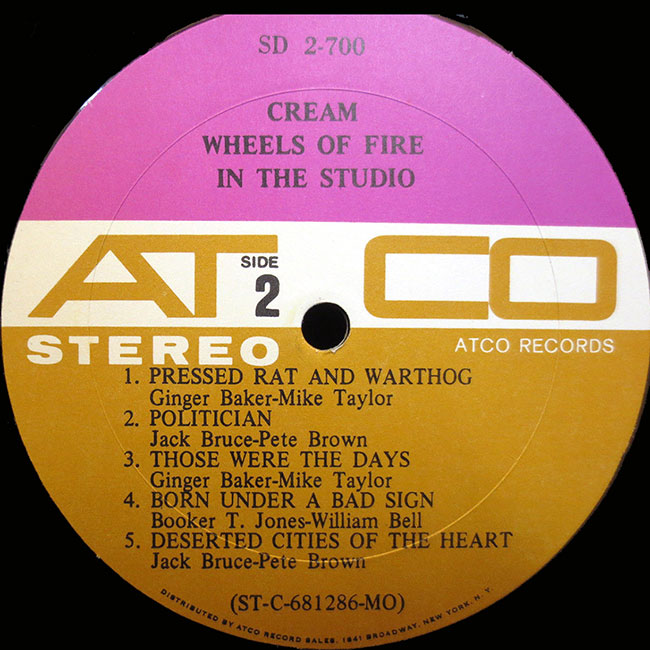 SD 2-700
CREAM
WHEELS OF FIRE
IN THE STUDIO
ATCO
SIDE
2
STEREO
ATCO RECORDS
1. PRESSED RAT AND WARTHOG
Ginger Baker-Mike Taylor
2. POLITICIAN
Jack Bruce-Pete Brown
3. THOSE WERE THE DAYS
Ginger Baker-Mike Taylor
4. BORN UNDER A BAD SIGN
Booker T. Jones-William Bell
5. DESERTED CITIES OF THE HEART
Jack Bruce-Pete Brown
(ST-C-681286-MO)
DISTRIBUTED BY ATCO RECORD SALES, 1841 BROADWAY, NEW YORK, N. Y.